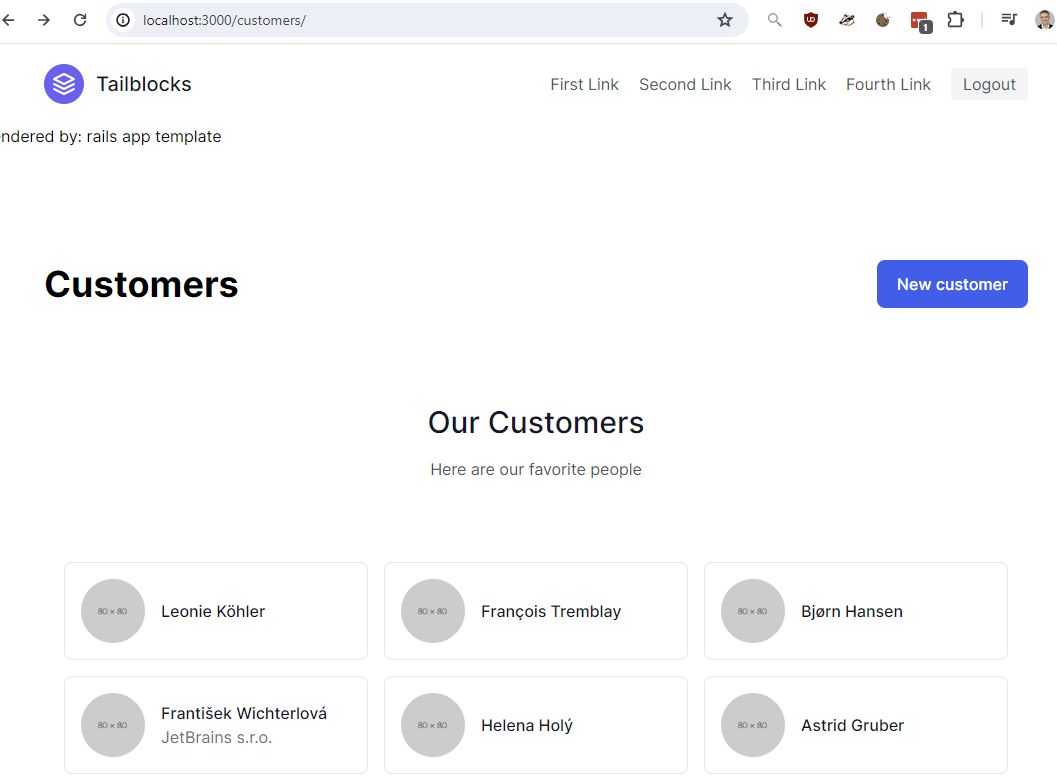 localhost:3000/customers/
1
Tailblocks
First Link Second Link Third Link Fourth Link Logout
endered by: rails app template
Customers
New customer
Our Customers
Here are our favorite people
80 × 80 Leonie Köhler
80 × 80 François Tremblay
80 × 80 Bjørn Hansen
80 × 80 František Wichterlová
JetBrains s.r.o.
80 × 80 Helena Holý
80 × 80 Astrid Gruber